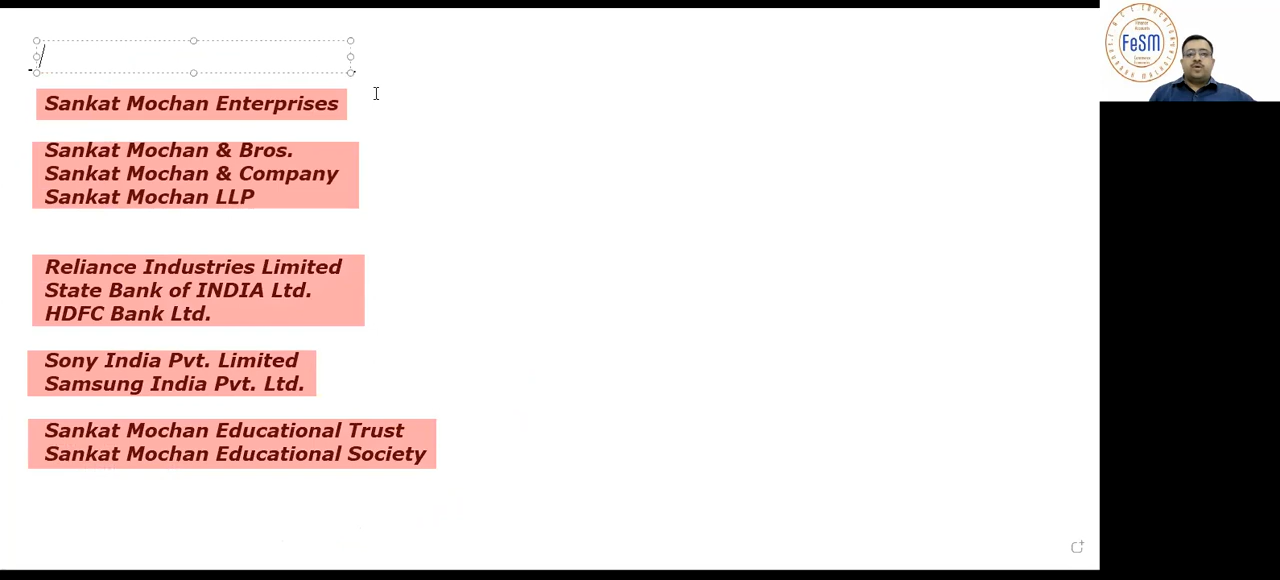 Sankat Mochan Enterprises
Sankat Mochan & Bros.
Sankat Mochan & Company
Sankat Mochan LLP
Reliance Industries Limited
State Bank of INDIA Ltd.
HDFC Bank Ltd.
Sony India Pvt. Limited
Samsung India Pvt. Ltd.
Sankat Mochan Educational Trust
Sankat Mochan Educational Society
FeSM